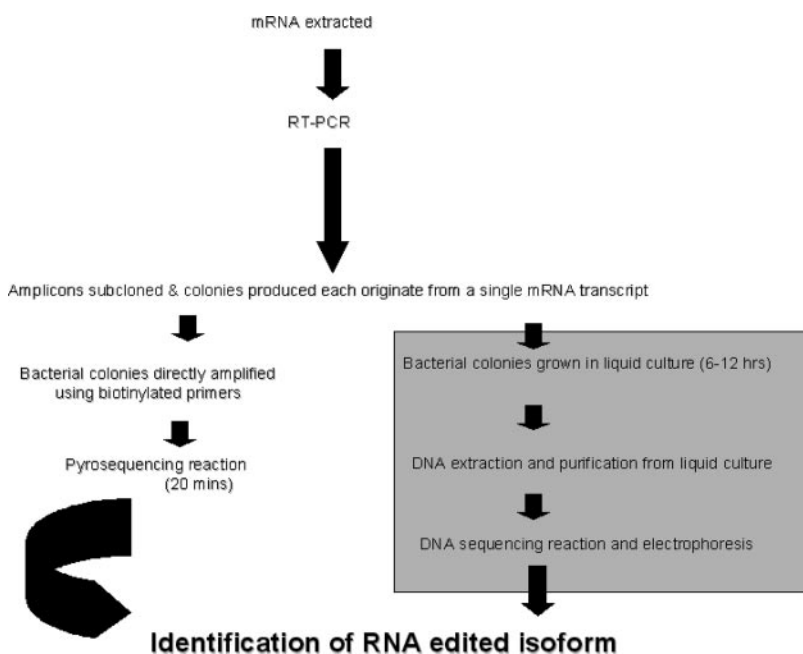 mRNA extracted
RT-PCR
Amplicons subcloned & colonies produced each originate from a single mRNA transcript
Bacterial colonies directly amplified
using biotinylated primers
Pyrosequencing reaction
(20 mins)
Bacterial colonies grown in liquid culture (6-12 hrs)
DNA extraction and purification from liquid culture
DNA sequencing reaction and electrophoresis
Identification of RNA edited isoform